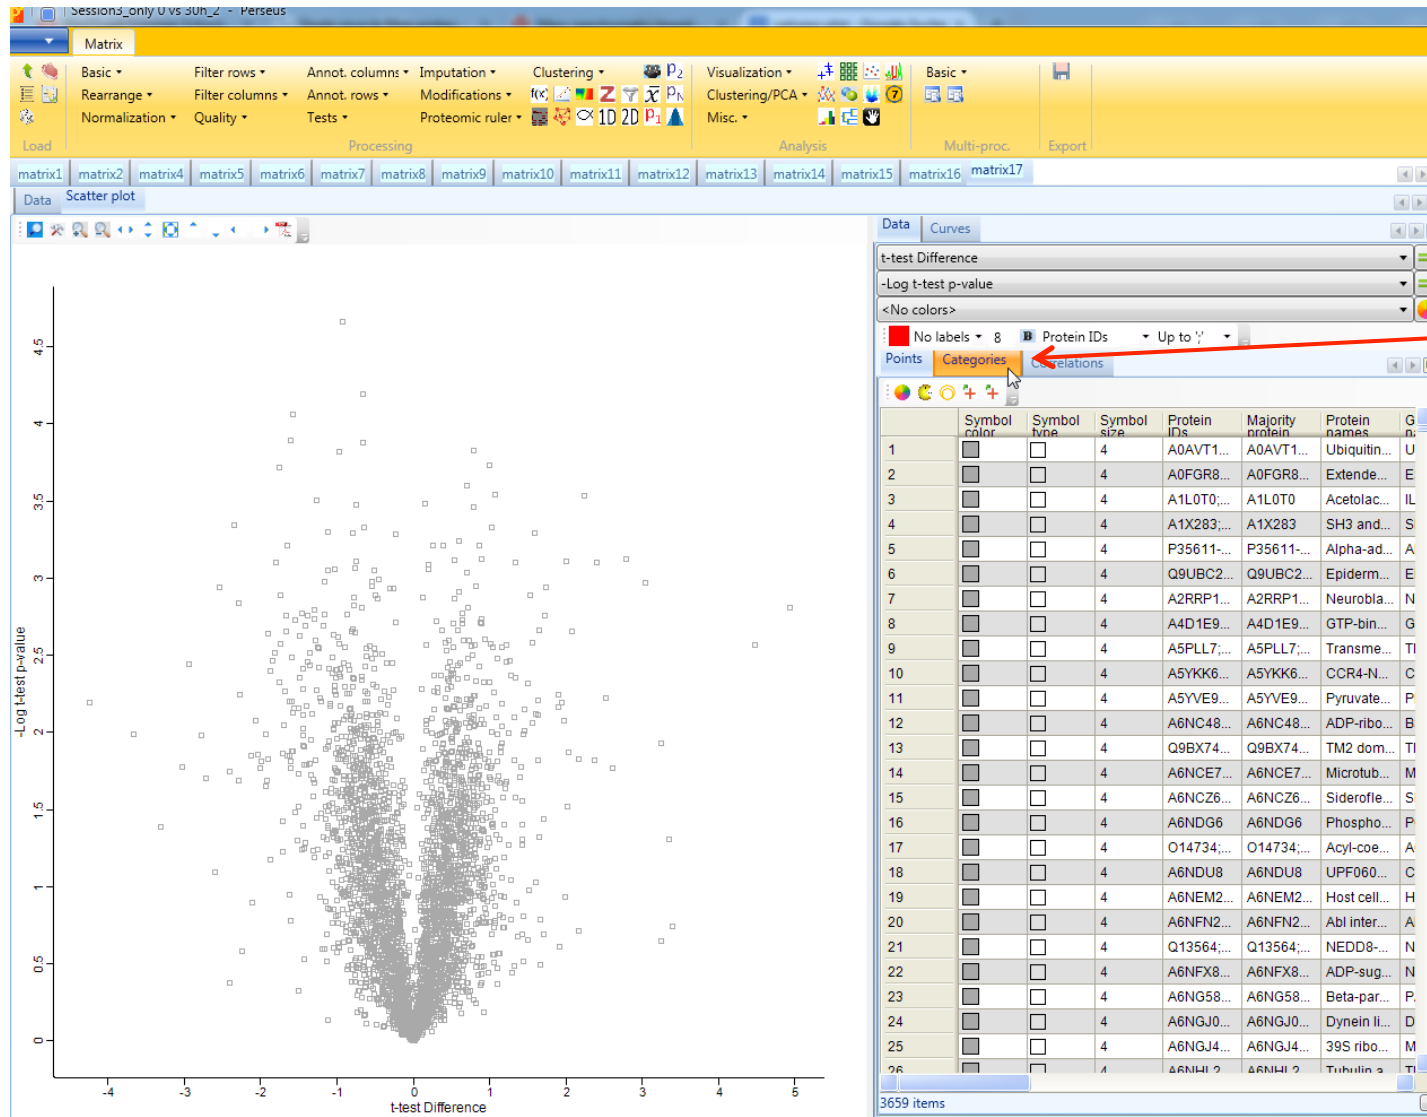 Session3_only 0 vs 30h_2 - Perseus
Matrix
Basic Filter rows Annot. columns Imputation Clustering p2 Visualization Basic
Rearrange Filter columns Annot. rows Modifications f(x) Z x pN Clustering/PCA ?
Normalization Quality Tests Proteomic ruler 1D 2D p1 Misc.
Load Processing Analysis Multi-proc. Export
matrix1 matrix2 matrix4 matrix5 matrix6 matrix7 matrix8 matrix9 matrix10 matrix11 matrix12 matrix13 matrix14 matrix15 matrix16 matrix17
Data Scatter plot
Data Curves
t-test Difference
-Log t-test p-value
<No colors>
No labels 8 B Protein IDs Up to ';'
Points Categories Correlations
Symbol color Symbol type Symbol size Protein IDs Majority protein Protein names
1 4 A0AVT1... A0AVT1... Ubiquitin... U
2 4 A0FGR8... A0FGR8... Extende... E
3 4 A1L0T0;... A1L0T0 Acetolac... IL
4 4 A1X283;... A1X283 SH3 and... S
5 4 P35611-... P35611-... Alpha-ad... A
6 4 Q9UBC2... Q9UBC2... Epiderm... E
7 4 A2RRP1... A2RRP1... Neurobla... N
8 4 A4D1E9... A4D1E9... GTP-bin... G
9 4 A5PLL7;... A5PLL7;... Transme... T
10 4 A5YKK6... A5YKK6... CCR4-N... C
11 4 A5YVE9... A5YVE9... Pyruvate... P
12 4 A6NC48... A6NC48... ADP-ribo... B
13 4 Q9BX74... Q9BX74... TM2 dom... T
14 4 A6NCE7... A6NCE7... Microtub... M
15 4 A6NCZ6... A6NCZ6... Siderofle... S
16 4 A6NDG6 A6NDG6 Phospho... P
17 4 O14734;... O14734;... Acyl-coe... A
18 4 A6NDU8 A6NDU8 UPF060... C
19 4 A6NEM2... A6NEM2... Host cell... H
20 4 A6NFN2... A6NFN2... Abl inter... A
21 4 Q13564;... Q13564;... NEDD8-... N
22 4 A6NFX8... A6NFX8... ADP-sug... N
23 4 A6NG58... A6NG58... Beta-par... P
24 4 A6NGJ0... A6NGJ0... Dynein li... D
25 4 A6NGJ4... A6NGJ4... 39S ribo... M
26 4 A6NHL2 A6NHL2 Tubulin a
3659 items
4.5
4
3.5
3
2.5
2
1.5
1
0.5
0
-Log t-test p-value
-4 -3 -2 -1 0 1 2 3 4 5
t-test Difference